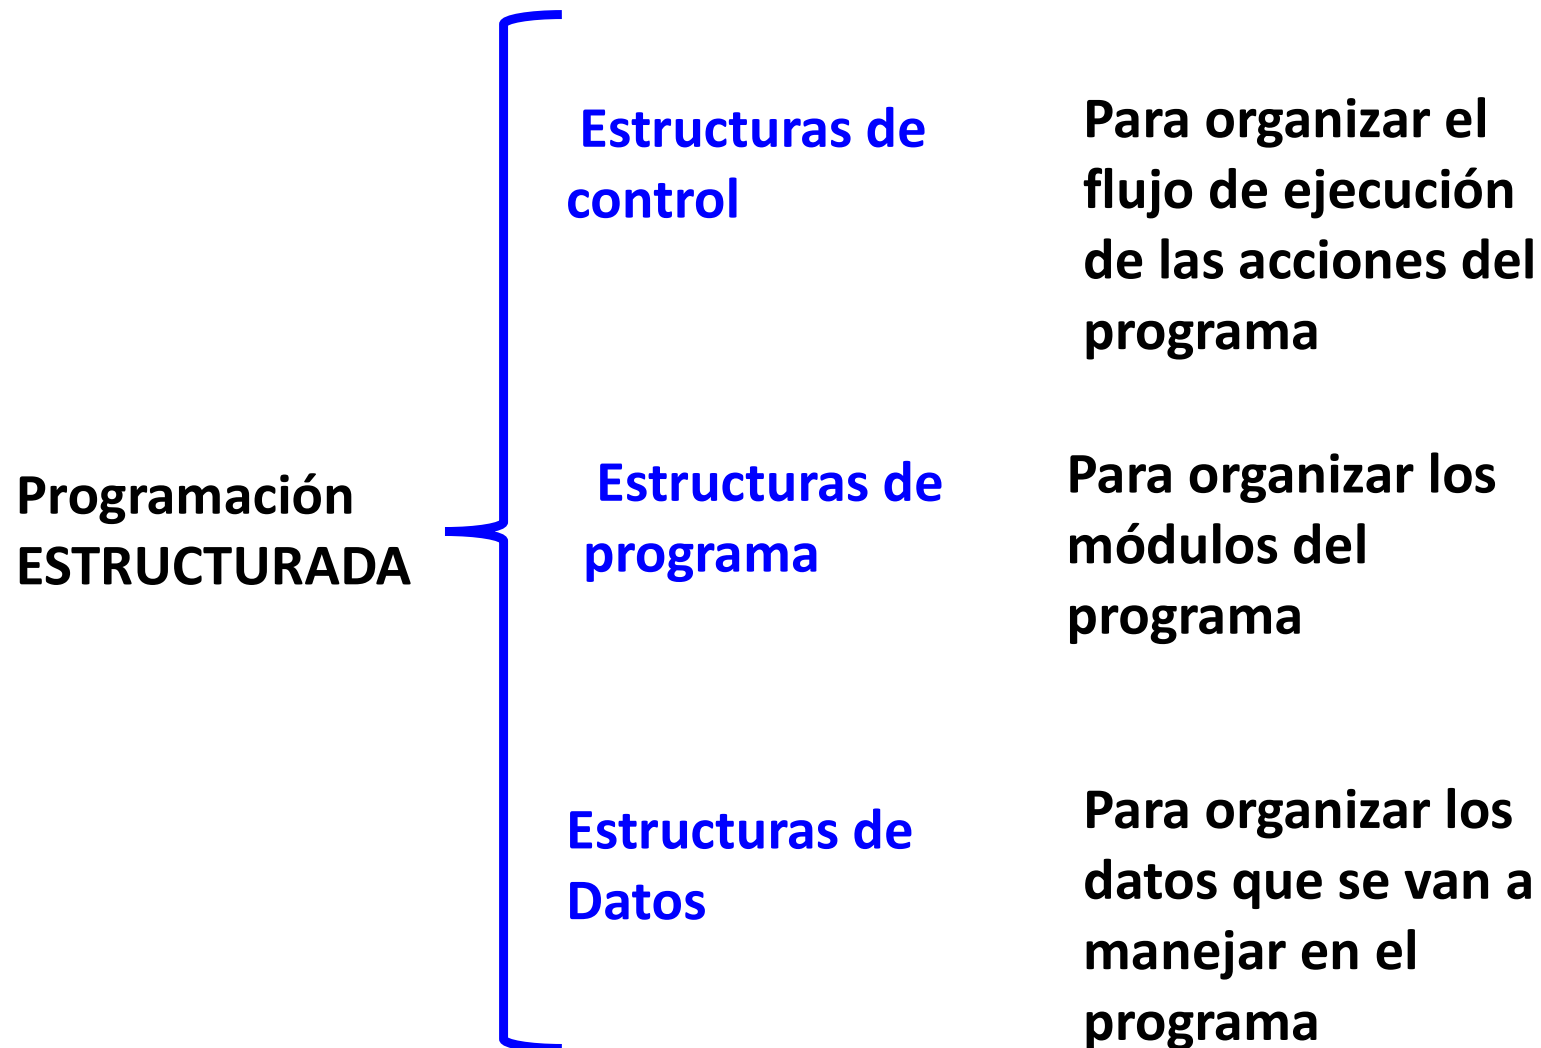 Programación
ESTRUCTURADA
Estructuras de
control
Para organizar el
flujo de ejecución
de las acciones del
programa
Estructuras de
programa
Para organizar los
módulos del
programa
Estructuras de
Datos
Para organizar los
datos que se van a
manejar en el
programa